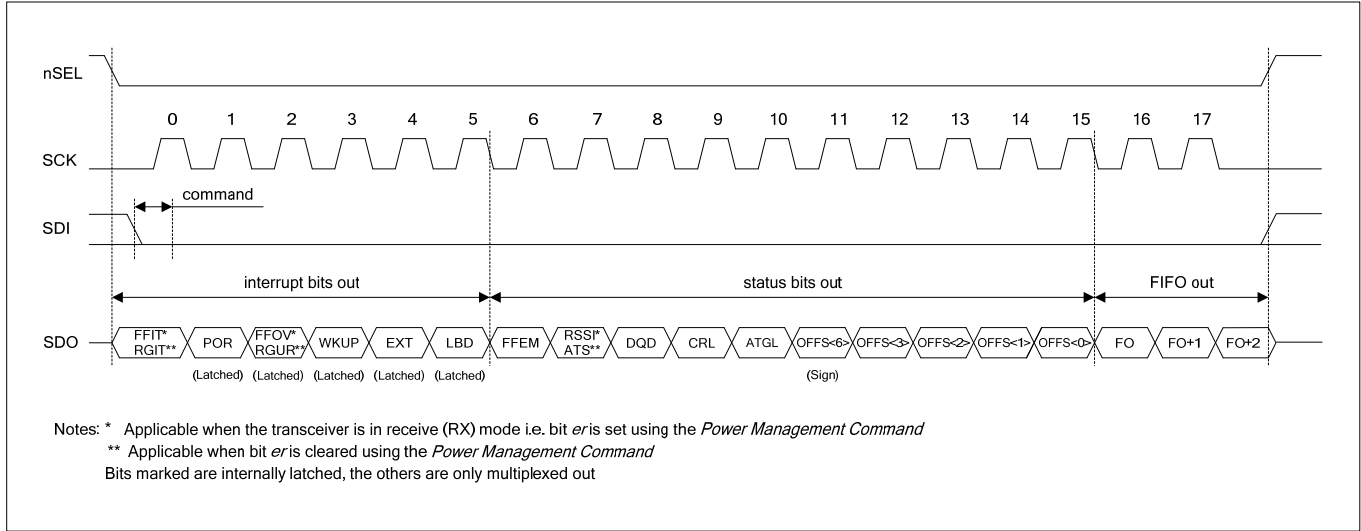 nSEL
0 1 2 3 4 5 6 7 8 9 10 11 12 13 14 15 16 17
SCK
command
SDI
interrupt bits out status bits out FIFO out
SDO
FFIT* RGIT** POR FFOV* RGUR** WKUP EXT LBD FFEM RSSI* ATS** DQD CRL ATGL OFFS<6> OFFS<3> OFFS<2> OFFS<1> OFFS<0> FO FO+1 FO+2
(Latched) (Latched) (Latched) (Latched) (Latched) (Sign)
Notes: * Applicable when the transceiver is in receive (RX) mode i.e. bit er is set using the Power Management Command
** Applicable when bit er is cleared using the Power Management Command
Bits marked are internally latched, the others are only multiplexed out